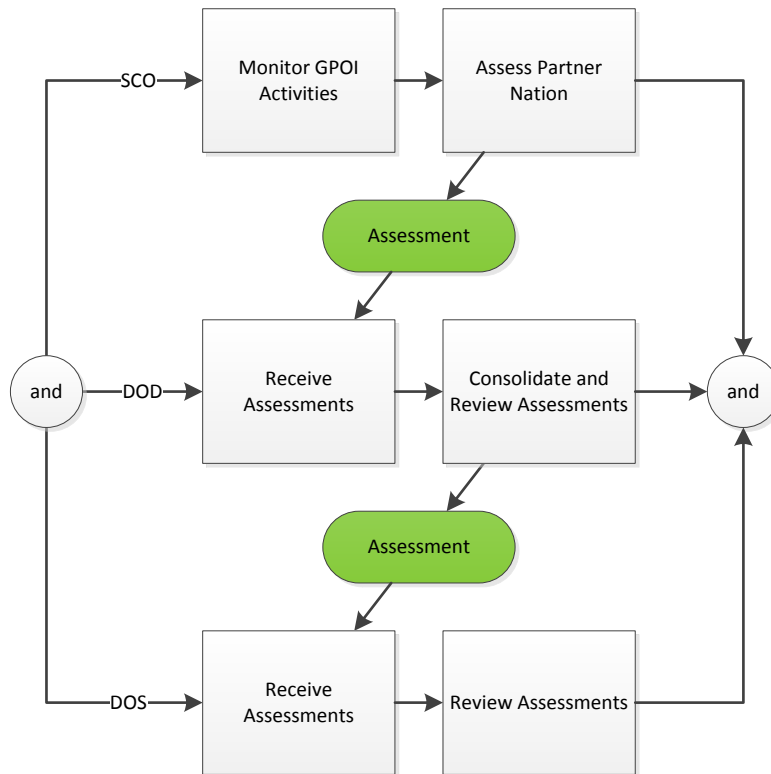 SCO
Monitor GPOI
Activities
Assess Partner
Nation
Assessment
and
DOD
Receive
Assessments
Consolidate and
Review Assessments
and
Assessment
DOS
Receive
Assessments
Review Assessments